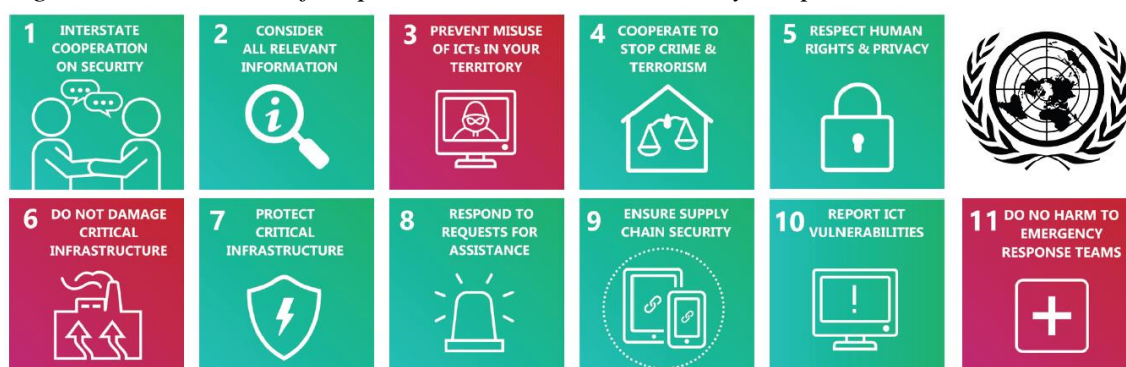 1 INTERSTATE
COOPERATION
ON SECURITY
2 CONSIDER
ALL RELEVANT
INFORMATION
3 PREVENT MISUSE
OF ICTs IN YOUR
TERRITORY
4 COOPERATE TO
STOP CRIME &
TERRORISM
5 RESPECT HUMAN
RIGHTS & PRIVACY
6 DO NOT DAMAGE
CRITICAL
INFRASTRUCTURE
7 PROTECT
CRITICAL
INFRASTRUCTURE
8 RESPOND TO
REQUESTS FOR
ASSISTANCE
9 ENSURE SUPPLY
CHAIN SECURITY
10 REPORT ICT
VULNERABILITIES
11 DO NO HARM TO
EMERGENCY
RESPONSE TEAMS